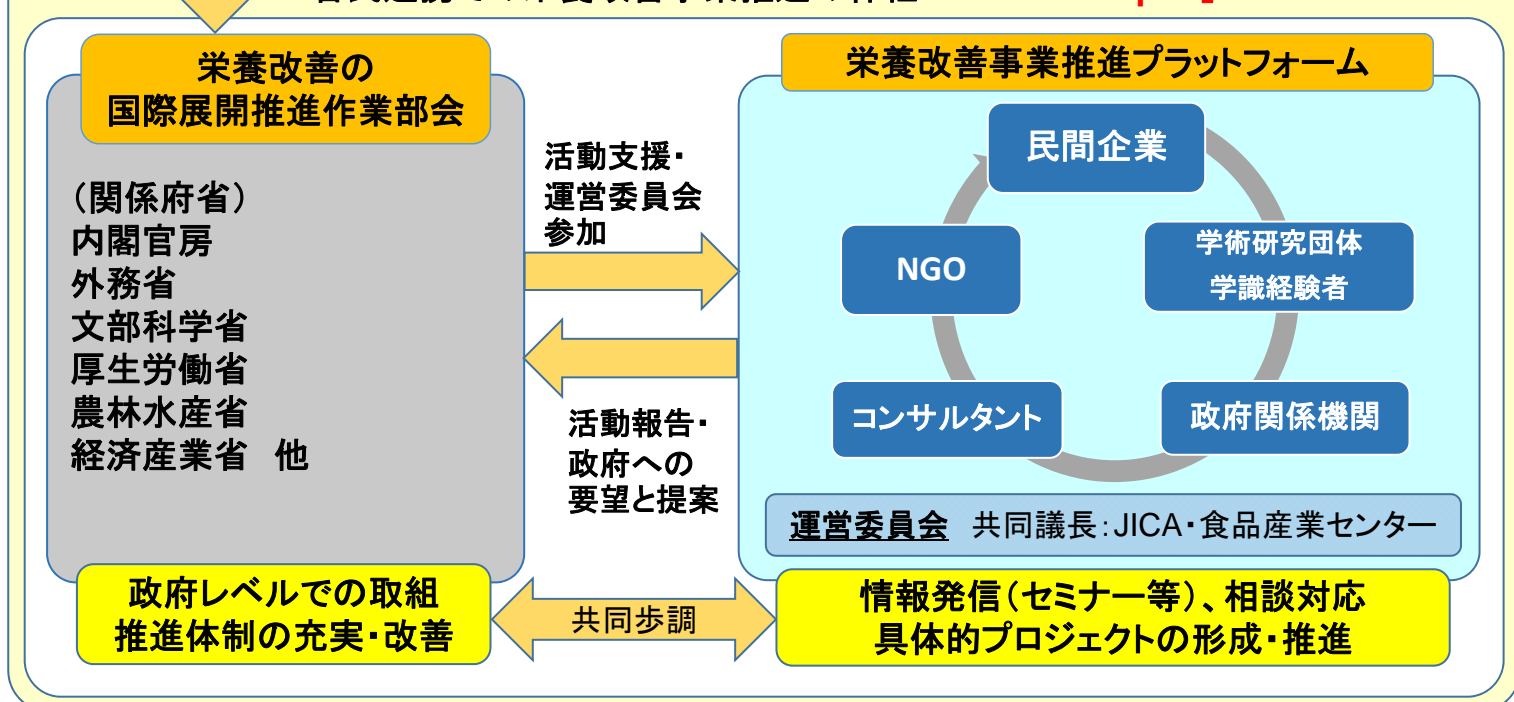 栄養改善の
国際展開推進作業部会
(関係府省)
内閣官房
外務省
文部科学省
厚生労働省
農林水産省
経済産業省 他
政府レベルでの取組
推進体制の充実・改善
活動支援・
運営委員会
参加
活動報告・
政府への
要望と提案
共同歩調
栄養改善事業推進プラットフォーム
民間企業
学術研究団体
学識経験者
政府関係機関
コンサルタント
NGO
運営委員会 共同議長:JICA・食品産業センター
情報発信(セミナー等)、相談対応
具体的プロジェクトの形成・推進